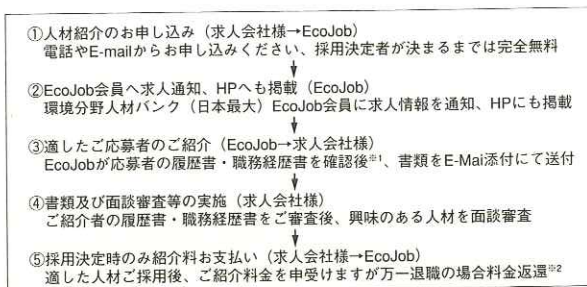 ①人材紹介のお申し込み（求人会社様→EcoJob）
電話やE-mailからお申し込みください、採用決定者が決まるまでは完全無料
②EcoJob会員へ求人通知、HPへも掲載（EcoJob）
環境分野人材バンク（日本最大）EcoJob会員に求人情報を通知、HPにも掲載
③適したご応募者のご紹介（EcoJob→求人会社様）
EcoJobが応募者の履歴書・職務経歴書を確認後※1、書類をE-Mai添付にて送付
④書類及び面談審査等の実施（求人会社様）
ご紹介者の履歴書・職務経歴書をご審査後、興味のある人材を面談審査
⑤採用決定時のみ紹介料お支払い（求人会社様→EcoJob）
適した人材ご採用後、ご紹介料金を申受けますが万一退職の場合料金返還※2